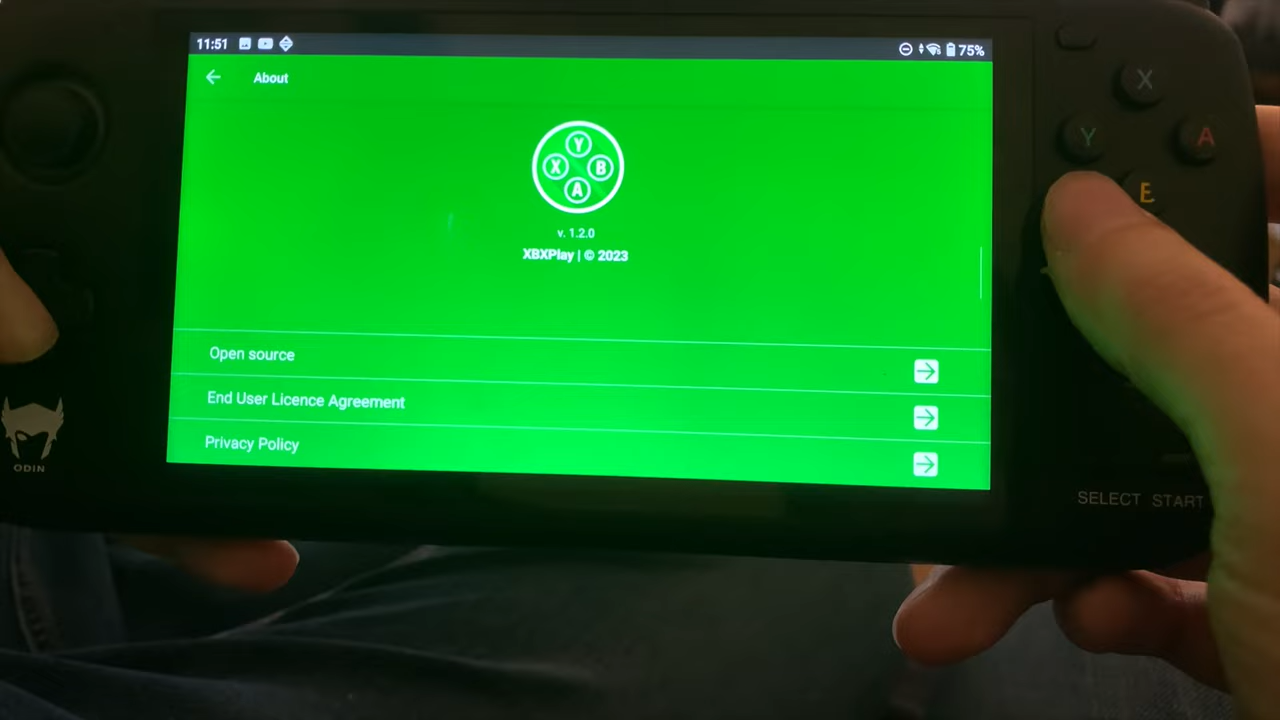 11:51
75%
About
Y
X B
A
v. 1.2.0
XBXPlay | © 2023
Open source
End User Licence Agreement
Privacy Policy
ODIN
X
Y A
SELECT START